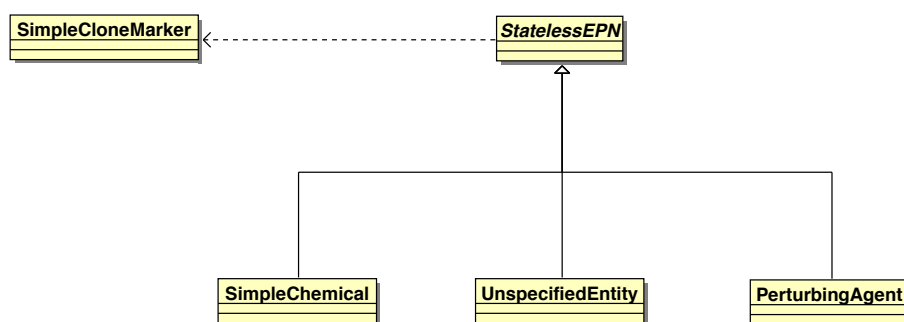 SimpleCloneMarker
StatelessEPN
SimpleChemical
UnspecifiedEntity
PerturbingAgent